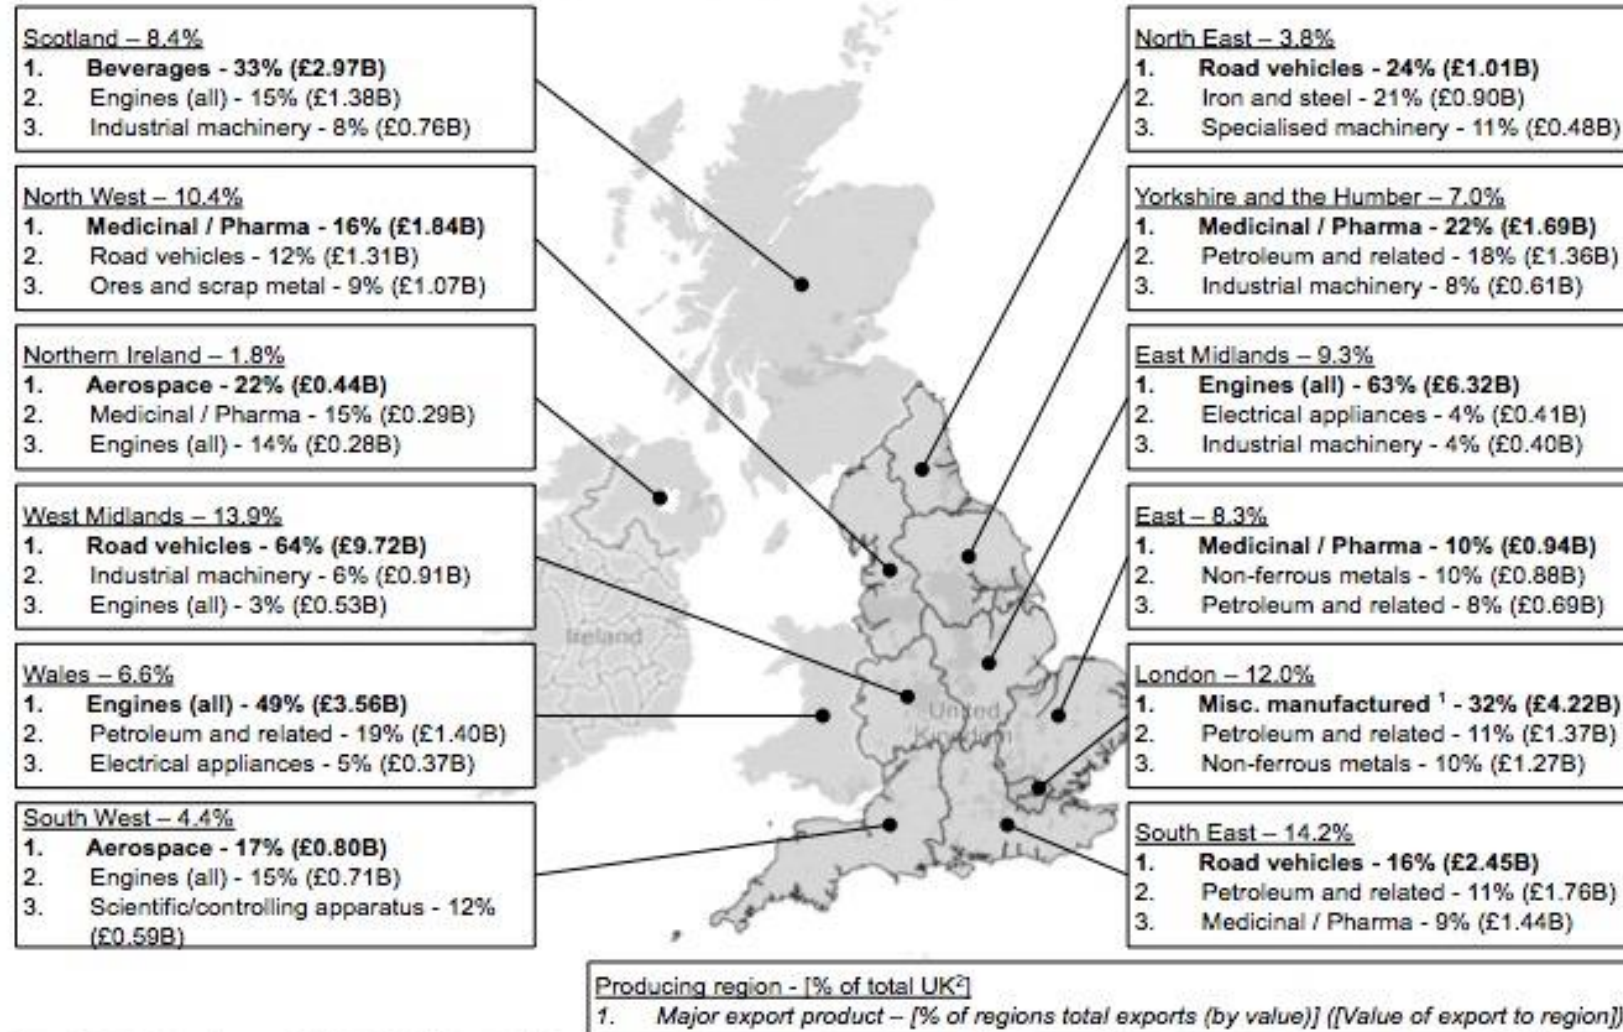 Scotland – 8.4%
1. Beverages - 33% (£2.97B)
2. Engines (all) - 15% (£1.38B)
3. Industrial machinery - 8% (£0.76B)
North West – 10.4%
1. Medicinal / Pharma - 16% (£1.84B)
2. Road vehicles - 12% (£1.31B)
3. Ores and scrap metal - 9% (£1.07B)
Northern Ireland – 1.8%
1. Aerospace - 22% (£0.44B)
2. Medicinal / Pharma - 15% (£0.29B)
3. Engines (all) - 14% (£0.28B)
West Midlands – 13.9%
1. Road vehicles - 64% (£9.72B)
2. Industrial machinery - 6% (£0.91B)
3. Engines (all) - 3% (£0.53B)
Wales – 6.6%
1. Engines (all) - 49% (£3.56B)
2. Petroleum and related - 19% (£1.40B)
3. Electrical appliances - 5% (£0.37B)
South West – 4.4%
1. Aerospace - 17% (£0.80B)
2. Engines (all) - 15% (£0.71B)
3. Scientific/controlling apparatus - 12%
(£0.59B)
Ireland
United
Kingdom
North East – 3.8%
1. Road vehicles - 24% (£1.01B)
2. Iron and steel - 21% (£0.90B)
3. Specialised machinery - 11% (£0.48B)
Yorkshire and the Humber – 7.0%
1. Medicinal / Pharma - 22% (£1.69B)
2. Petroleum and related - 18% (£1.36B)
3. Industrial machinery - 8% (£0.61B)
East Midlands – 9.3%
1. Engines (all) - 63% (£6.32B)
2. Electrical appliances - 4% (£0.41B)
3. Industrial machinery - 4% (£0.40B)
East – 8.3%
1. Medicinal / Pharma - 10% (£0.94B)
2. Non-ferrous metals - 10% (£0.88B)
3. Petroleum and related - 8% (£0.69B)
London – 12.0%
1. Misc. manufactured ¹ - 32% (£4.22B)
2. Petroleum and related - 11% (£1.37B)
3. Non-ferrous metals - 10% (£1.27B)
South East – 14.2%
1. Road vehicles - 16% (£2.45B)
2. Petroleum and related - 11% (£1.76B)
3. Medicinal / Pharma - 9% (£1.44B)
Producing region - [% of total UK²]
1. Major export product – [% of regions total exports (by value)] ([Value of export to region])